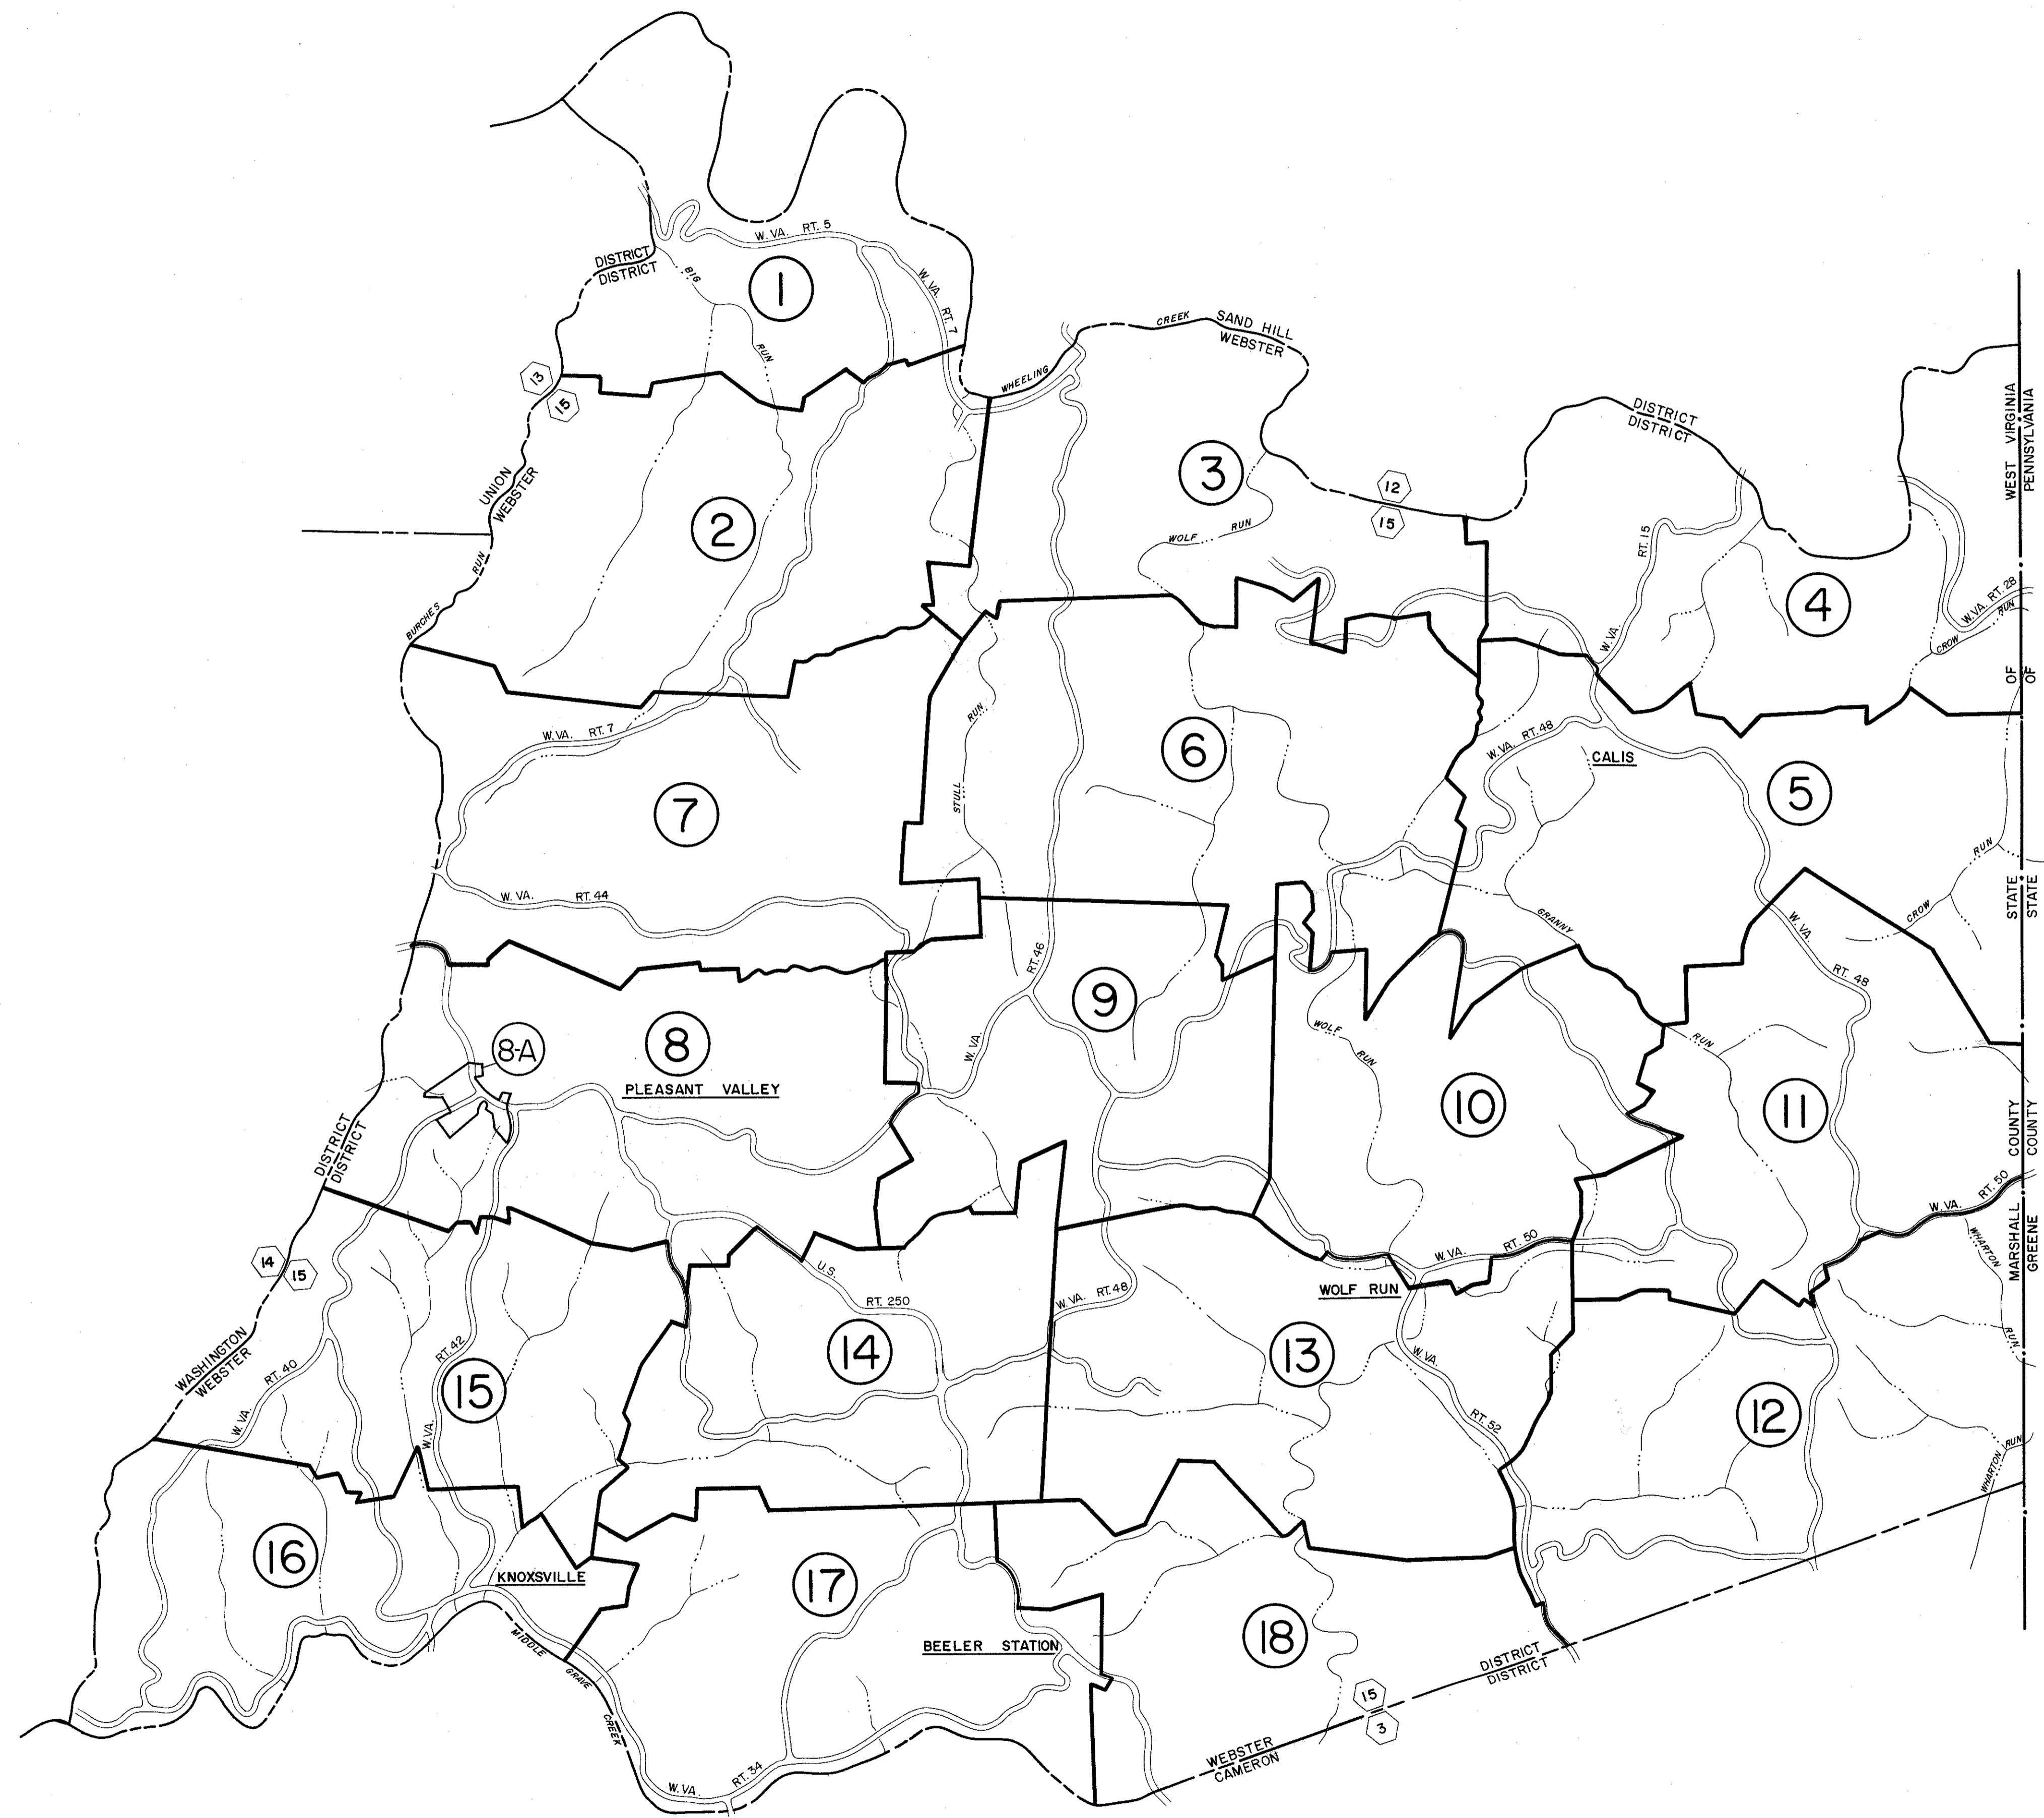 W. VA. RT. 5
DISTRICT
DISTRICT
BIG
1
W. VA. RT. 7
RUN
CREEK
SAND HILL
WEBSTER
WHEELING
13
15
WEST VIRGINIA
PENNSYLVANIA
DISTRICT
DISTRICT
3
12
15
UNION
WEBSTER
2
WOLF RUN
W. VA. RT. 15
RUN
BURCHES
4
W. VA. RT. 28
RUN
CROW
STATE OF
STATE OF
W. VA. RT. 7
RUN
STULL
6
W. VA. RT. 48
CALIS
5
7
RUN
CROW
W. VA. RT. 44
GRANNY
W. VA. RT. 48
W. VA. RT. 46
9
8
8-A
PLEASANT VALLEY
WOLF
RUN
RUN
10
11
DISTRICT
DISTRICT
MARSHALL COUNTY
GREENE COUNTY
14
15
U.S. RT. 250
W. VA. RT. 48
W. VA. RT. 50
W. VA. RT. 50
WHARTON
RUN
WOLF RUN
WASHINGTON
WEBSTER
W. VA. RT. 40
W. VA. RT. 42
15
14
13
W. VA. RT. 52
12
WHARTON RUN
16
KNOXSVILLE
17
MIDDLE
GRAVE
CREEK
BEELER STATION
18
DISTRICT
DISTRICT
15
3
WEBSTER
CAMERON
W. VA. RT. 34